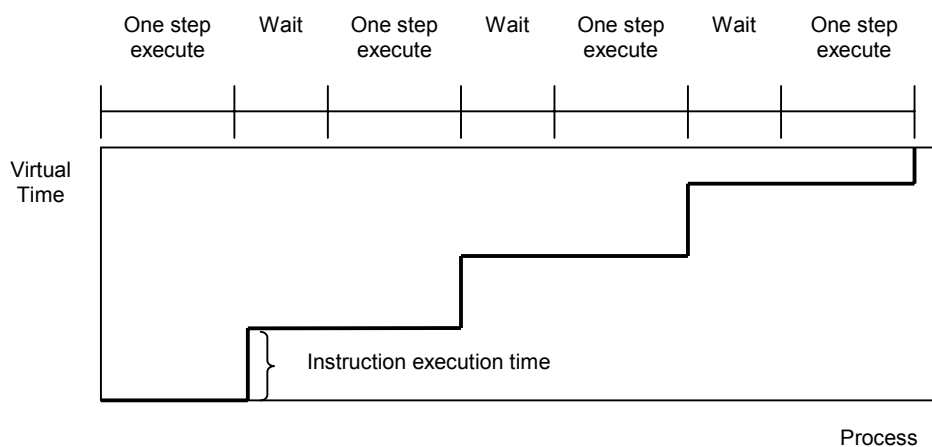 One step
execute
Wait
One step
execute
Wait
One step
execute
Wait
One step
execute
Virtual
Time
Instruction execution time
Process